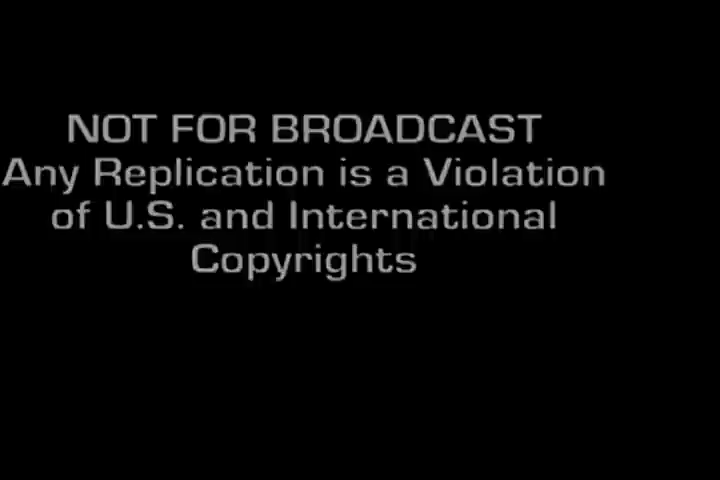 NOT FOR BROADCAST
Any Replication is a Violation
of U.S. and International
Copyrights